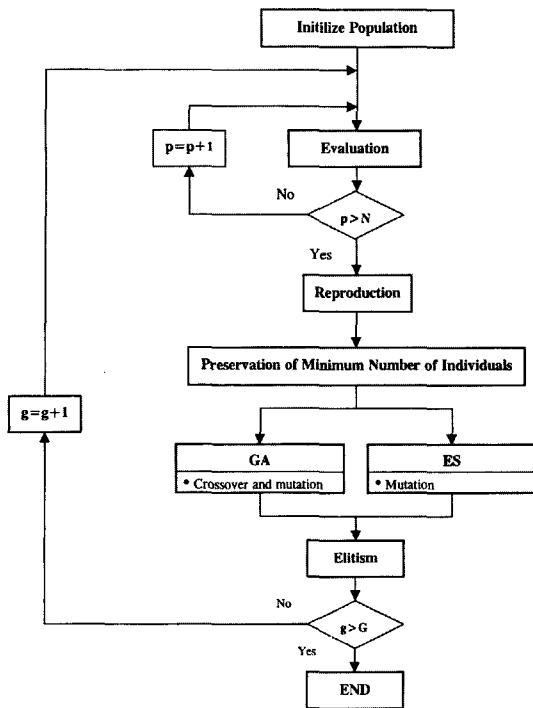 Initilize Population
p=p+1
Evaluation
No
p>N
Yes
Reproduction
Preservation of Minimum Number of Individuals
g=g+1
GA
• Crossover and mutation
ES
• Mutation
Elitism
No
g>G
Yes
END